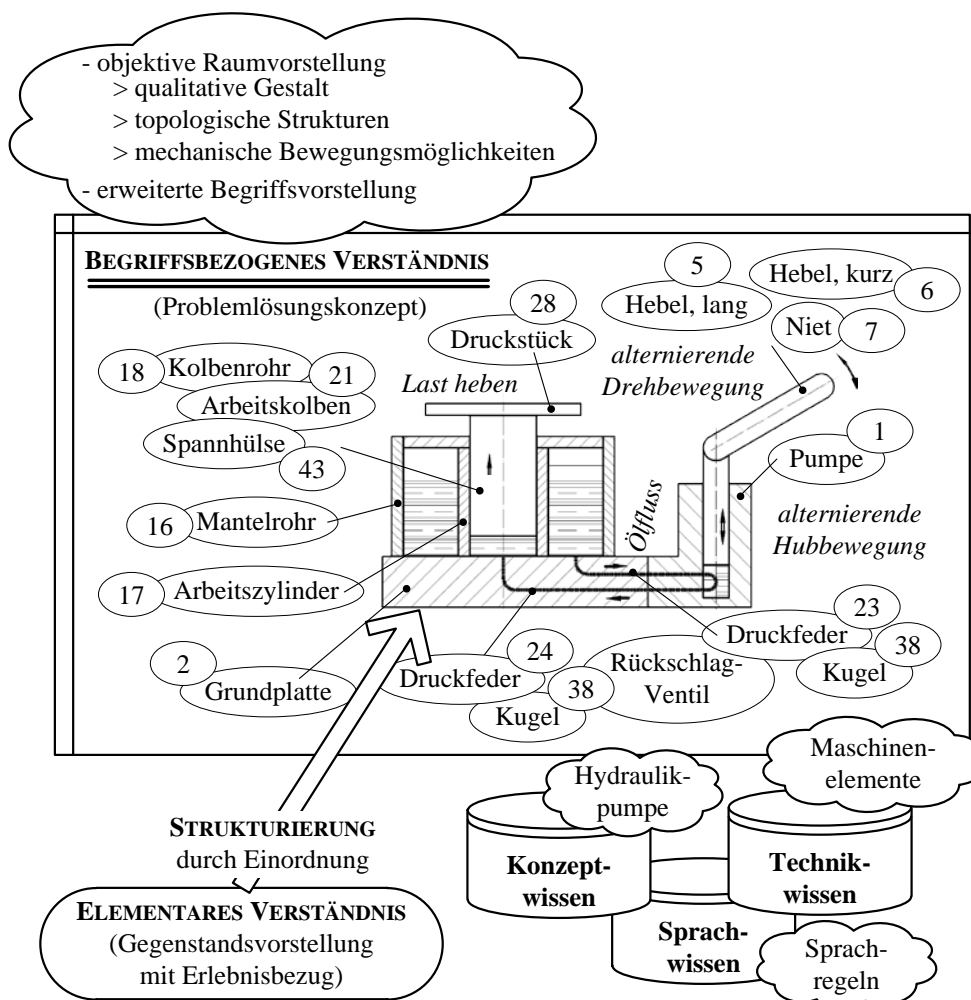 - objektive Raumvorstellung
> qualitative Gestalt
> topologische Strukturen
> mechanische Bewegungsmöglichkeiten
- erweiterte Begriffsvorstellung
BEGRIFFSBEZOGENES VERSTÄNDNIS
(Problemlösungskonzept)
5
Hebel, lang
Hebel, kurz
6
28
Druckstück
Niet
7
18
Kolbenrohr
21
Arbeitskolben
Spannhülse
43
Last heben
alternierende
Drehbewegung
1
Pumpe
16
Mantelrohr
Ölfluss
alternierende
Hubbewegung
17
Arbeitszylinder
2
Grundplatte
24
Druckfeder
38
Kugel
Rückschlag-
Ventil
23
Druckfeder
38
Kugel
STRUKTURIERUNG
durch Einordnung
ELEMENTARES VERSTÄNDNIS
(Gegenstandsvorstellung
mit Erlebnisbezug)
Hydraulik-
pumpe
Maschinen-
elemente
Konzept-
wissen
Technik-
wissen
Sprach-
wissen
Sprach-
regeln